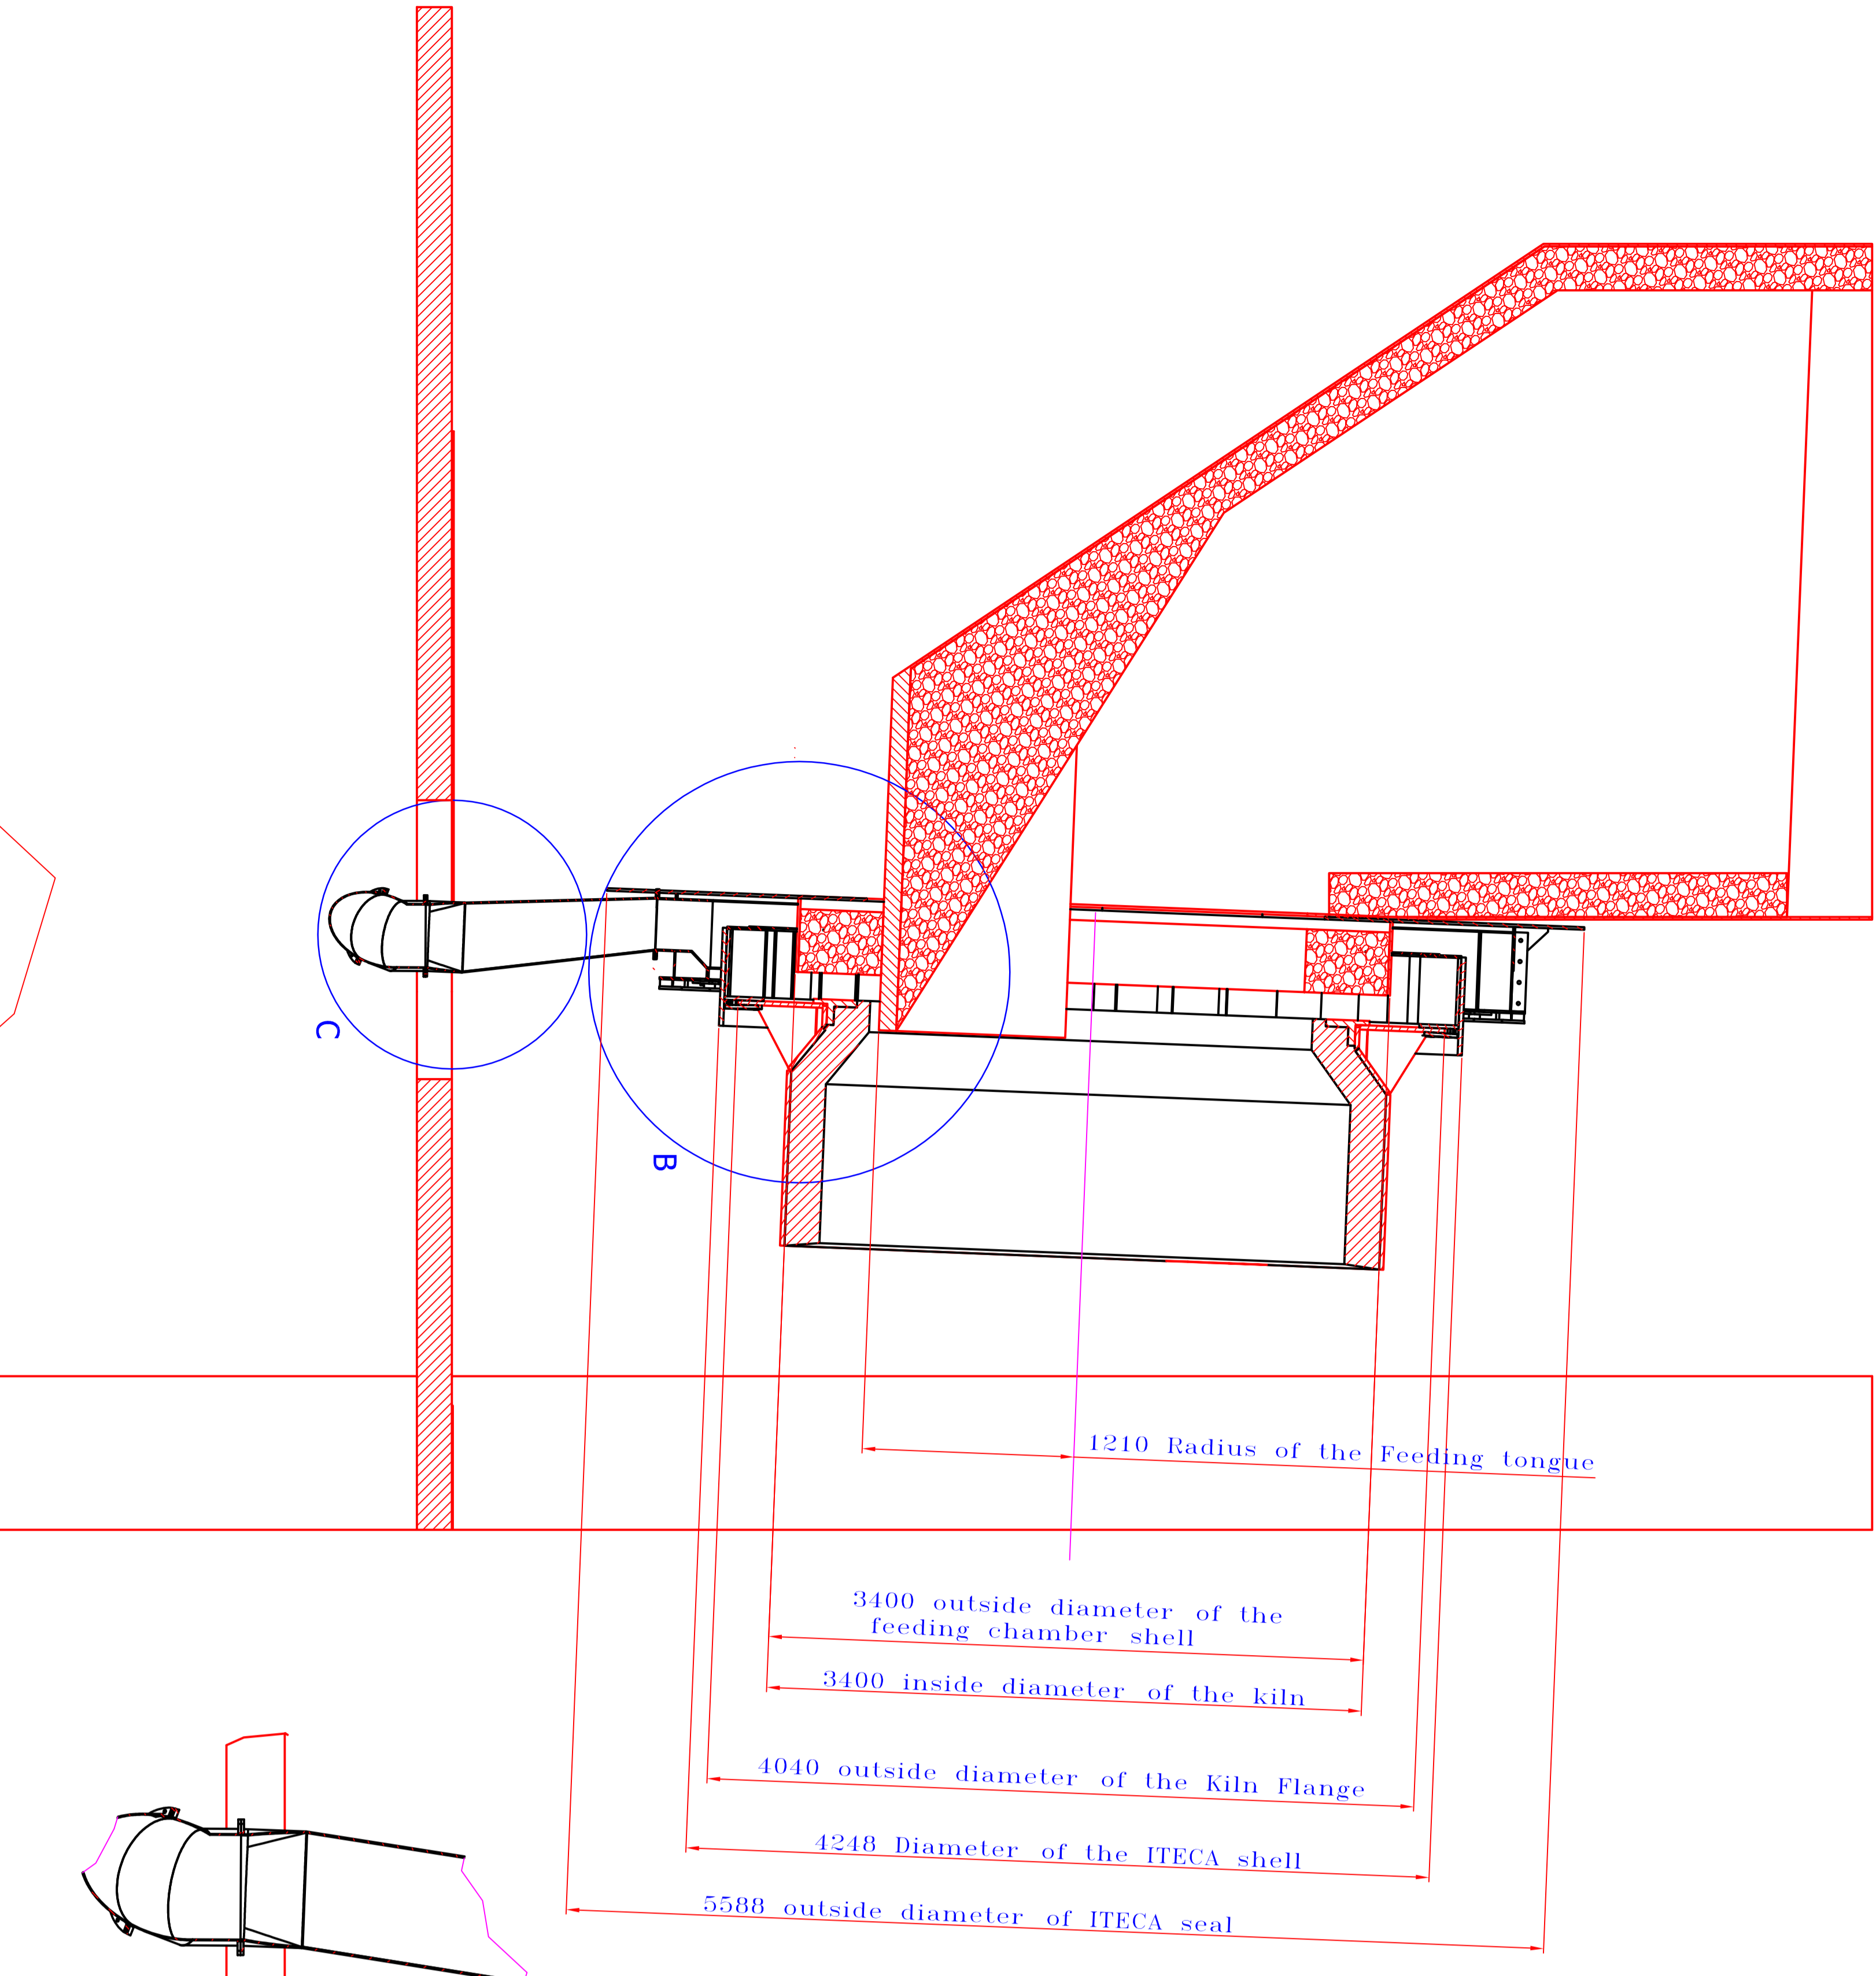 C
B
1210 Radius of the Feeding tongue
3400 outside diameter of the
feeding chamber shell
3400 inside diameter of the kiln
4040 outside diameter of the Kiln Flange
4248 Diameter of the ITECA shell
5588 outside diameter of ITECA seal